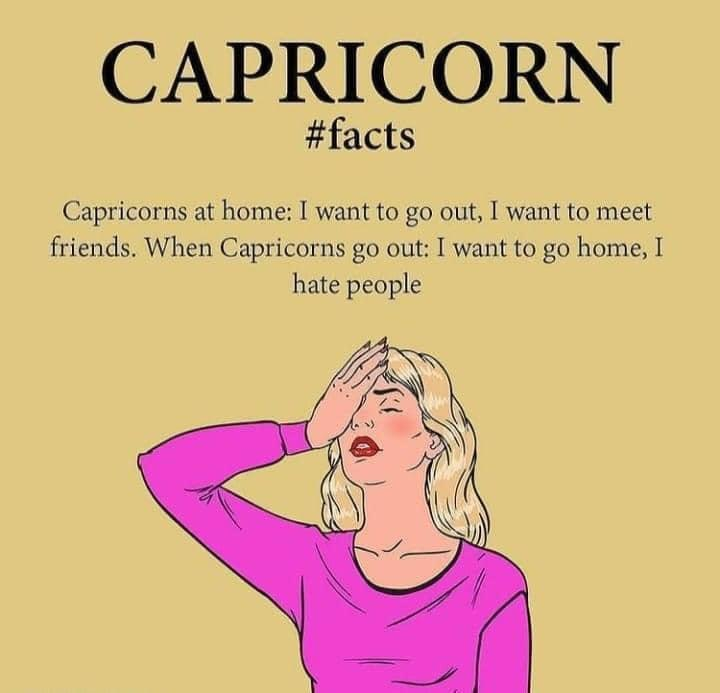 CAPRICORN
#facts
Capricorns at home: I want to go out, I want to meet
friends. When Capricorns go out: I want to go home, I
hate people